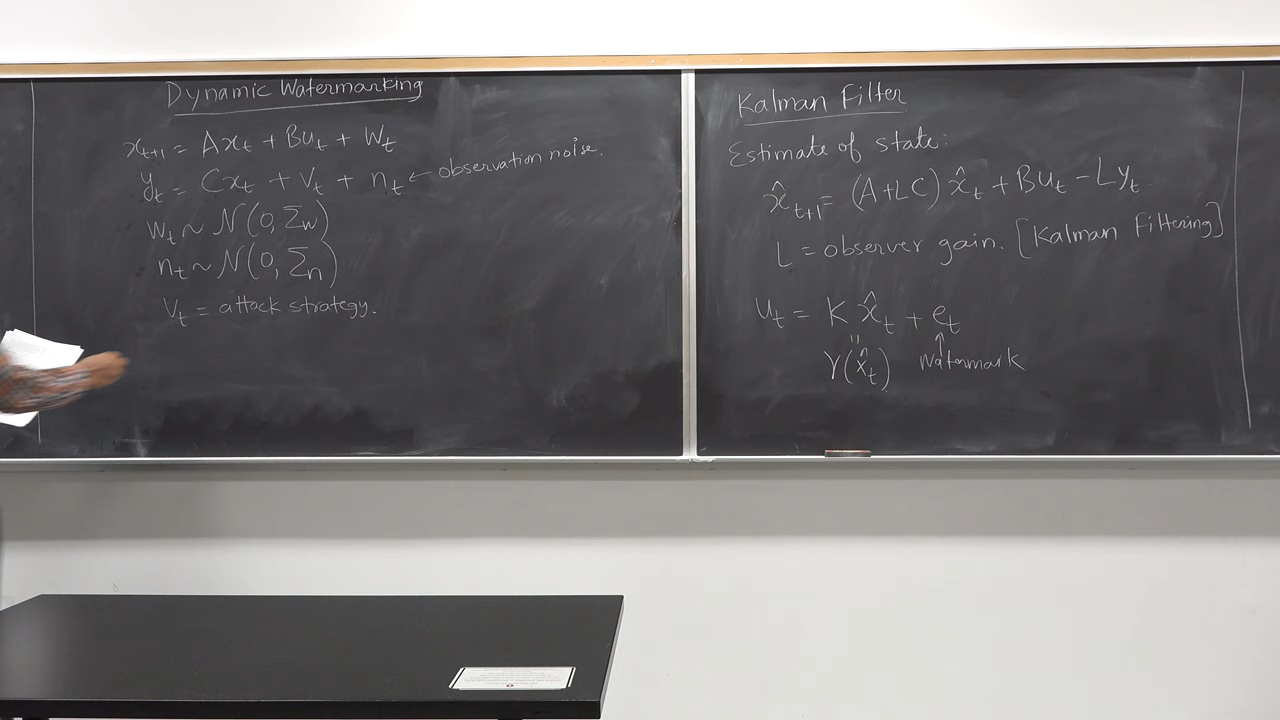 Dynamic Watermarking
x_{t+1} = Ax_t + Bu_t + W_t
y_t = Cx_t + V_t + n_t ← observation noise.
W_t ~ N(0, Σ_w)
n_t ~ N(0, Σ_n)
V_t = attack strategy.
Kalman Filter
Estimate of state:
x̂_{t+1} = (A+LC) x̂_t + Bu_t - Ly_t
L = observer gain. [Kalman Filtering]
U_t = K x̂_t + e_t
" ↑
γ(x̂_t) watermark